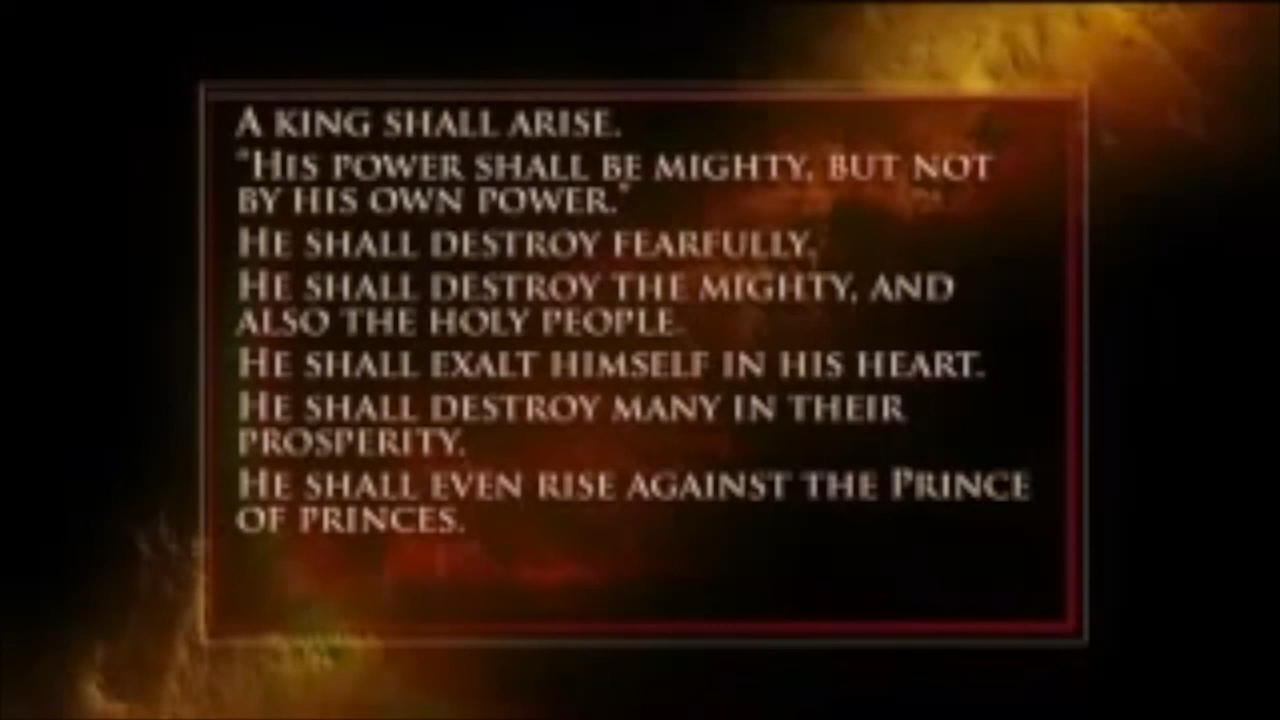 A KING SHALL ARISE.
"HIS POWER SHALL BE MIGHTY, BUT NOT
BY HIS OWN POWER."
HE SHALL DESTROY FEARFULLY,
HE SHALL DESTROY THE MIGHTY, AND
ALSO THE HOLY PEOPLE.
HE SHALL EXALT HIMSELF IN HIS HEART.
HE SHALL DESTROY MANY IN THEIR
PROSPERITY.
HE SHALL EVEN RISE AGAINST THE PRINCE
OF PRINCES.